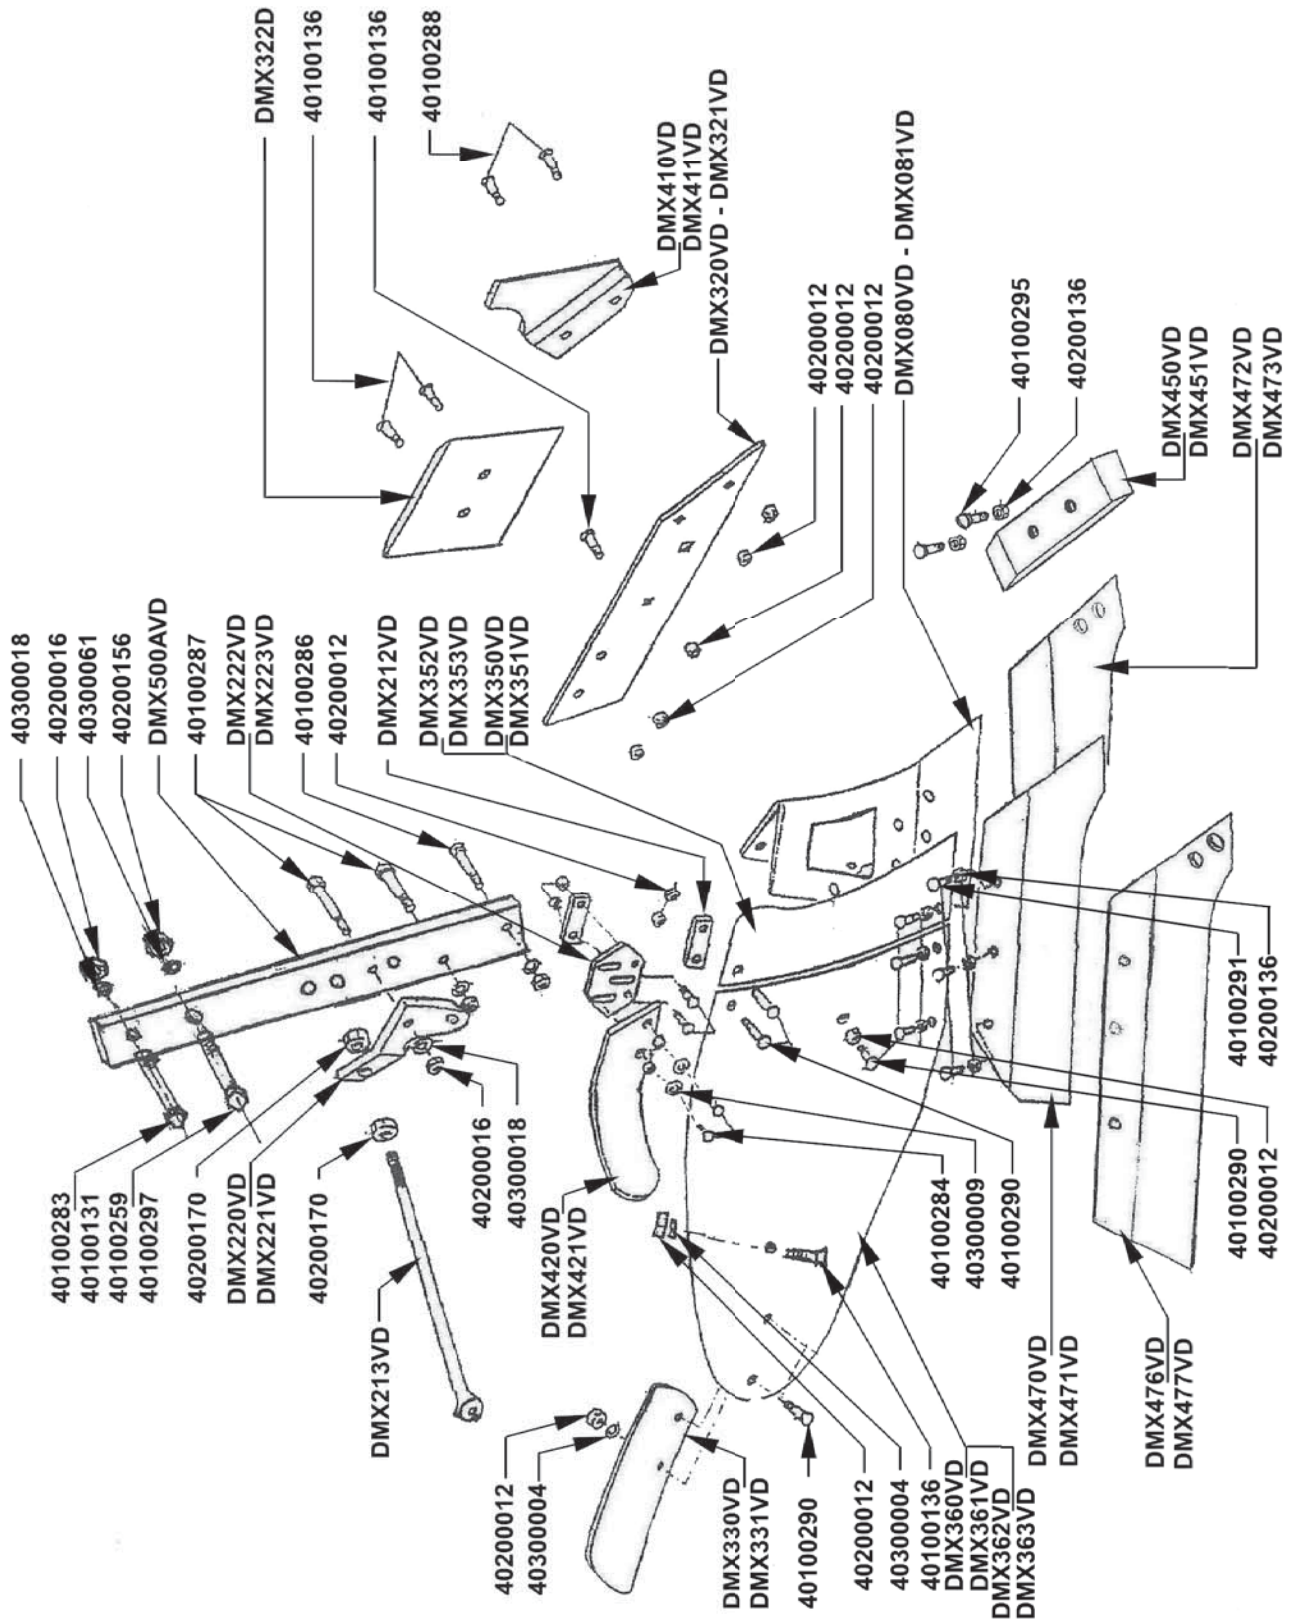 DMX322D
40100136
40100136
40100288
DMX410VD
DMX411VD
DMX320VD - DMX321VD
40200012
40200012
40200012
DMX080VD - DMX081VD
40100295
40200136
DMX450VD
DMX451VD
DMX472VD
DMX473VD
40300018
40200016
40300061
40200156
DMX500AVD
40100287
DMX222VD
DMX223VD
40100286
40200012
DMX212VD
DMX352VD
DMX353VD
DMX350VD
DMX351VD
40100283
40100131
40100259
40100297
40200170
DMX220VD
DMX221VD
40200170
40200016
40300018
DMX420VD
DMX421VD
40100284
40300009
40100290
40100291
40200136
40100290
40200012
DMX213VD
40200012
40300004
DMX330VD
DMX331VD
40100290
40200012
40300004
40100136
DMX360VD
DMX361VD
DMX362VD
DMX363VD
DMX470VD
DMX471VD
DMX476VD
DMX477VD